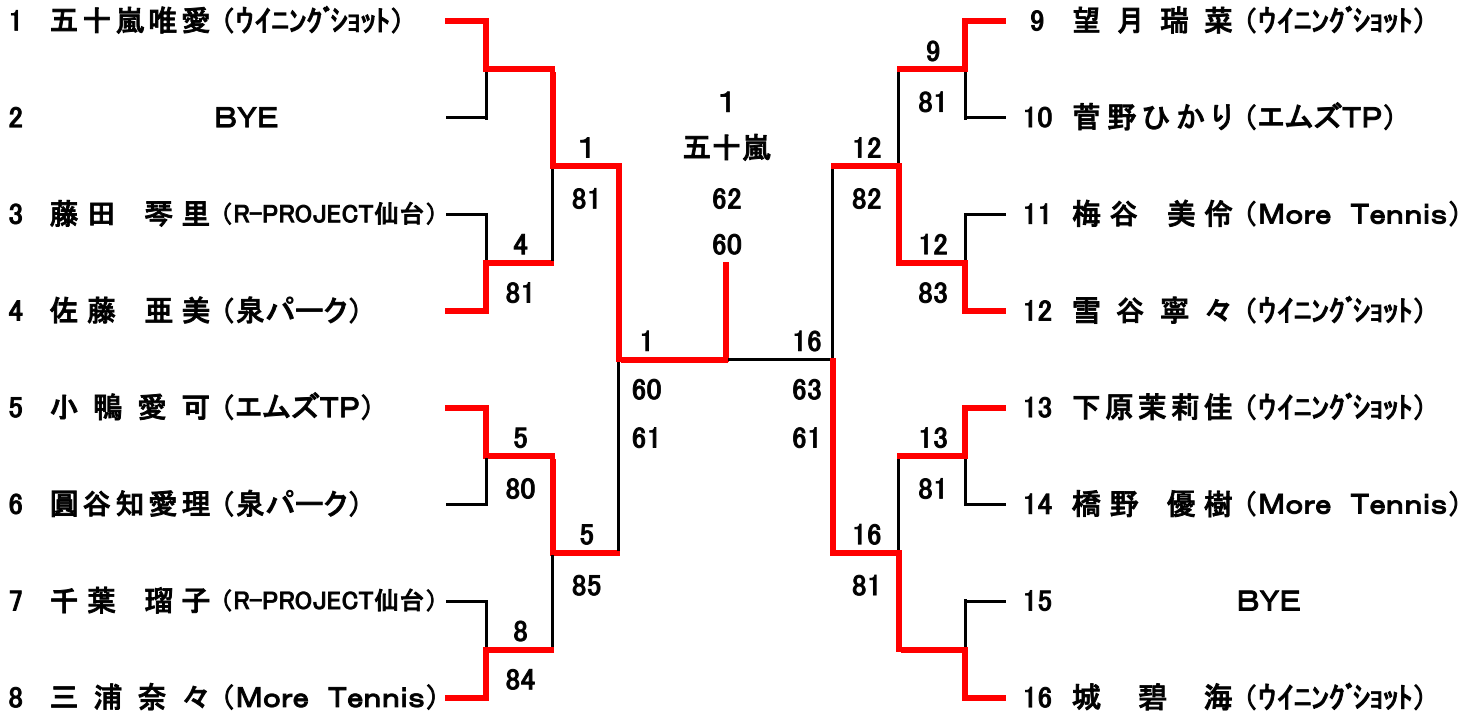 1 五十嵐唯愛 (ウイニングショット)
2 BYE
3 藤田 琴里 (R-PROJECT仙台)
4 佐藤 亜美 (泉パーク)
5 小鴨愛可 (エムズTP)
6 圓谷知愛理 (泉パーク)
7 千葉 瑠子 (R-PROJECT仙台)
8 三浦奈々 (More Tennis)
4
81
5
80
8
84
1
81
5
85
1
60
61
1
五十嵐
62
60
16
63
61
12
82
16
81
9
81
12
83
13
81
9 望月瑞菜 (ウイニングショット)
10 菅野ひかり (エムズTP)
11 梅谷 美伶 (More Tennis)
12 雪谷寧々 (ウイニングショット)
13 下原茉莉佳 (ウイニングショット)
14 橋野 優樹 (More Tennis)
15 BYE
16 城 碧海 (ウイニングショット)